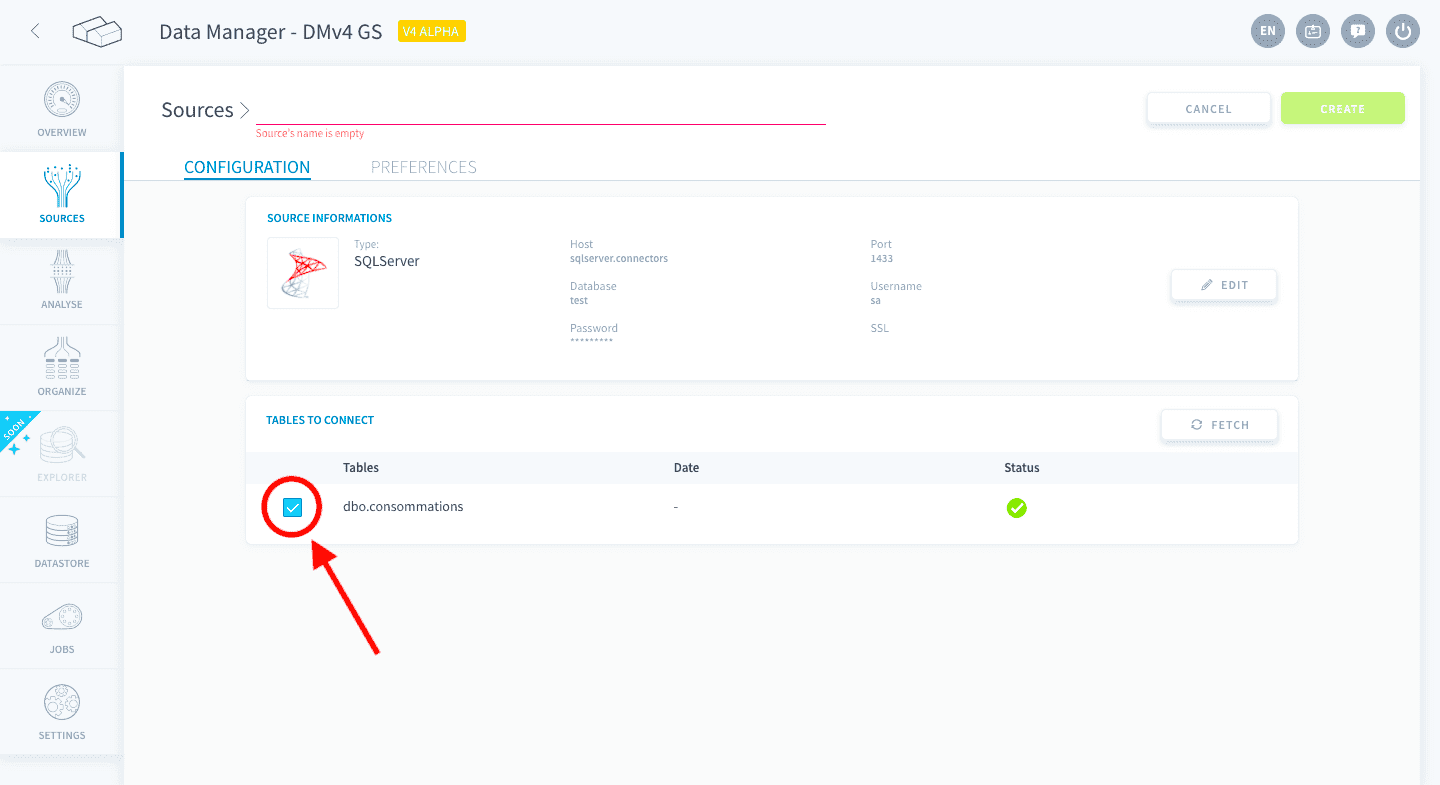 Data Manager - DMv4 GS V4 ALPHA EN
OVERVIEW
SOURCES
ANALYSE
ORGANIZE
SOON
EXPLORER
DATASTORE
JOBS
SETTINGS
Sources
Source's name is empty
CANCEL CREATE
CONFIGURATION PREFERENCES
SOURCE INFORMATIONS
Type:
SQLServer
Host
sqlserver.connectors
Port
1433
Database
test
Username
sa
Password
*********
SSL
EDIT
TABLES TO CONNECT
FETCH
Tables Date Status
dbo.consommations -